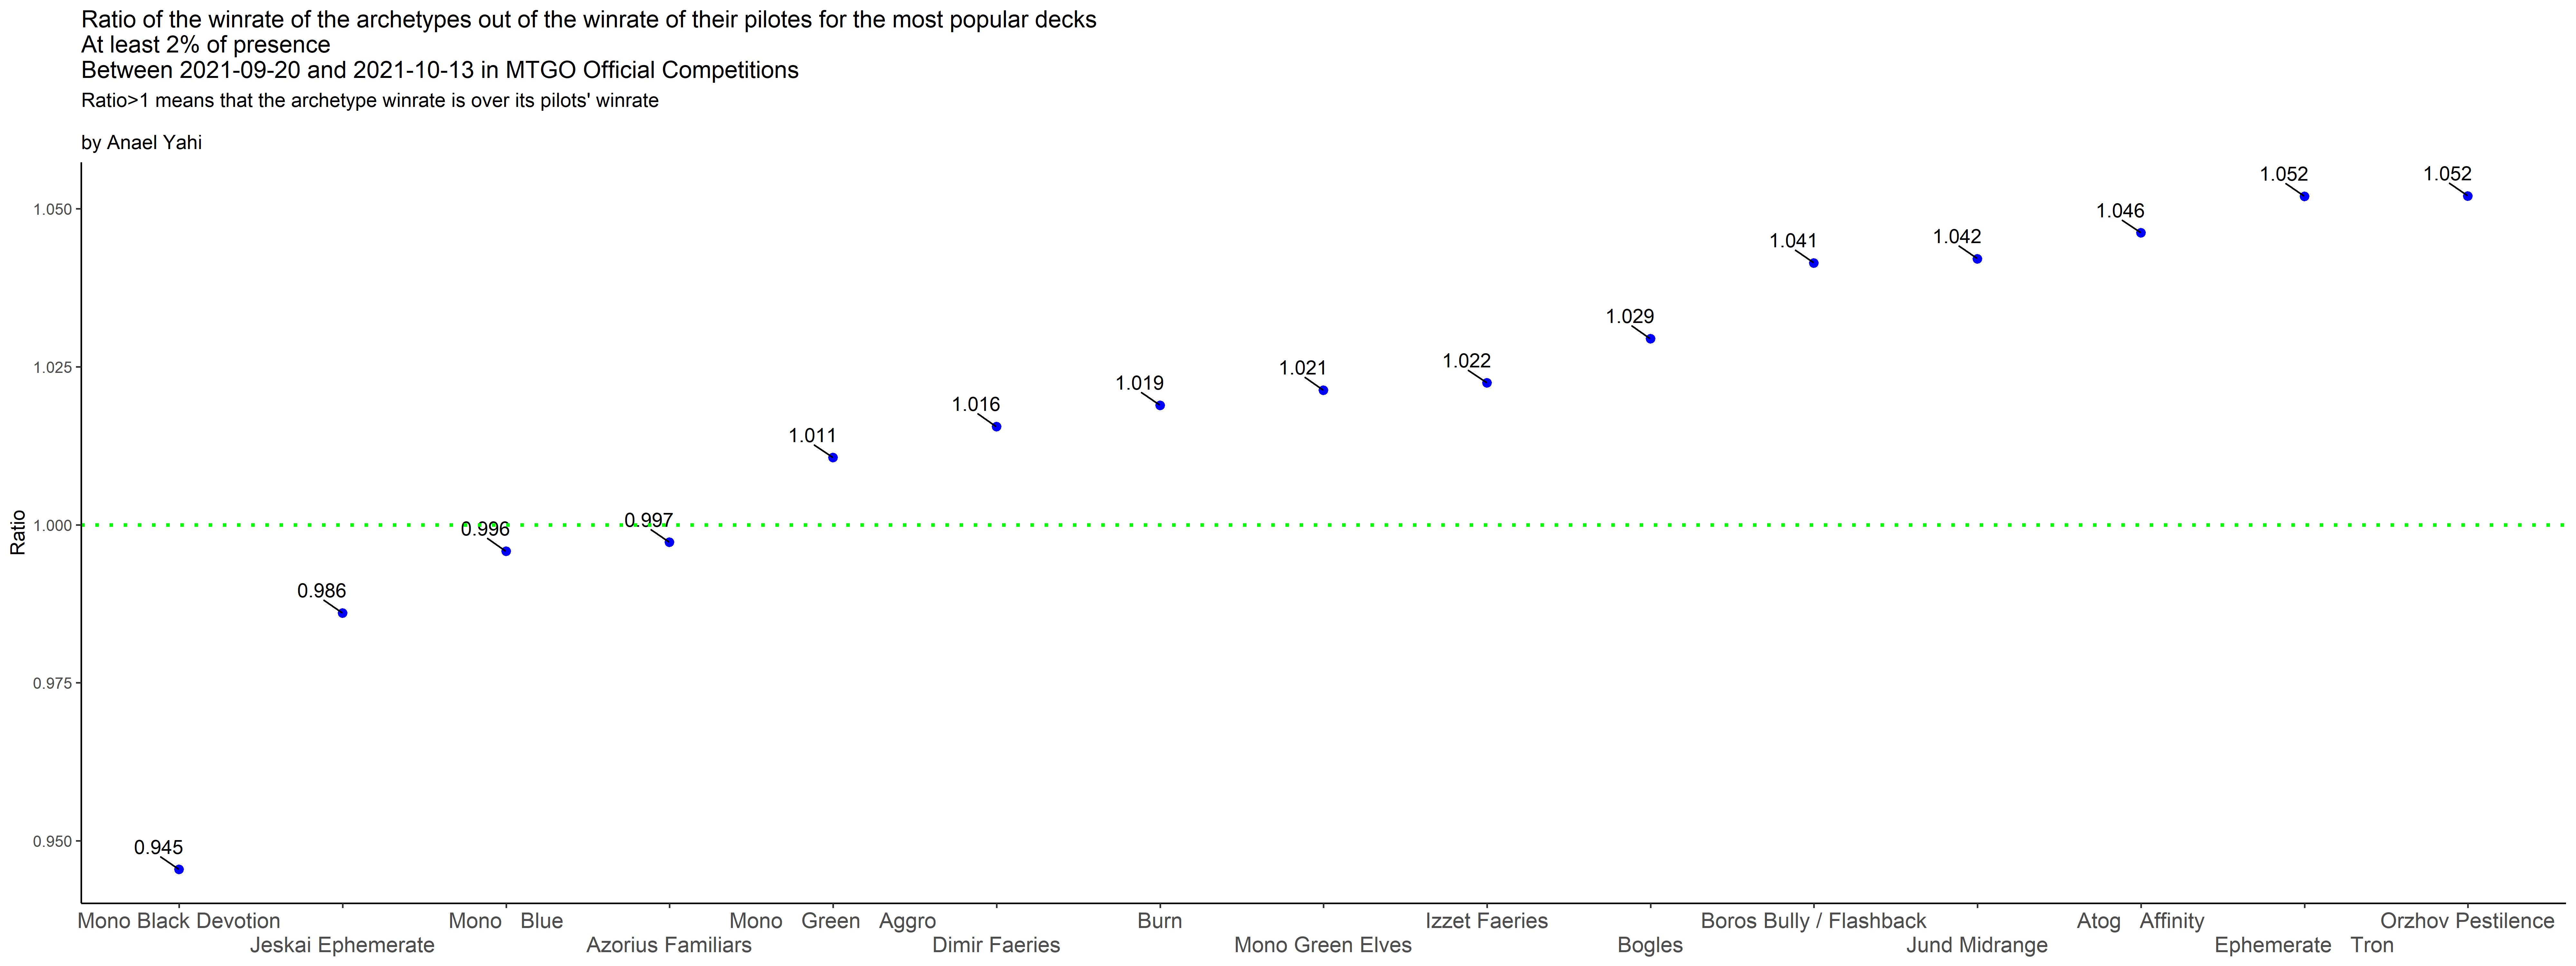 Ratio of the winrate of the archetypes out of the winrate of their pilotes for the most popular decks
At least 2% of presence
Between 2021-09-20 and 2021-10-13 in MTGO Official Competitions
Ratio>1 means that the archetype winrate is over its pilots' winrate
by Anael Yahi
Ratio
1.050
1.025
1.000
0.975
0.950
0.945
0.986
0.996
0.997
1.011
1.016
1.019
1.021
1.022
1.029
1.041
1.042
1.046
1.052
1.052
Mono Black Devotion
Jeskai Ephemerate
Mono Blue
Azorius Familiars
Mono Green Aggro
Dimir Faeries
Burn
Mono Green Elves
Izzet Faeries
Bogles
Boros Bully / Flashback
Jund Midrange
Atog Affinity
Ephemerate Tron
Orzhov Pestilence